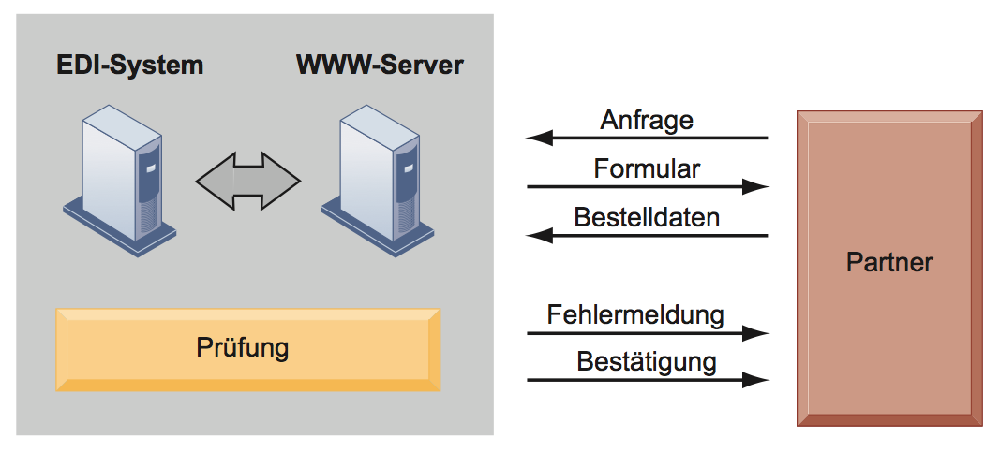 EDI-System
WWW-Server
Prüfung
Anfrage
Formular
Bestelldaten
Fehlermeldung
Bestätigung
Partner